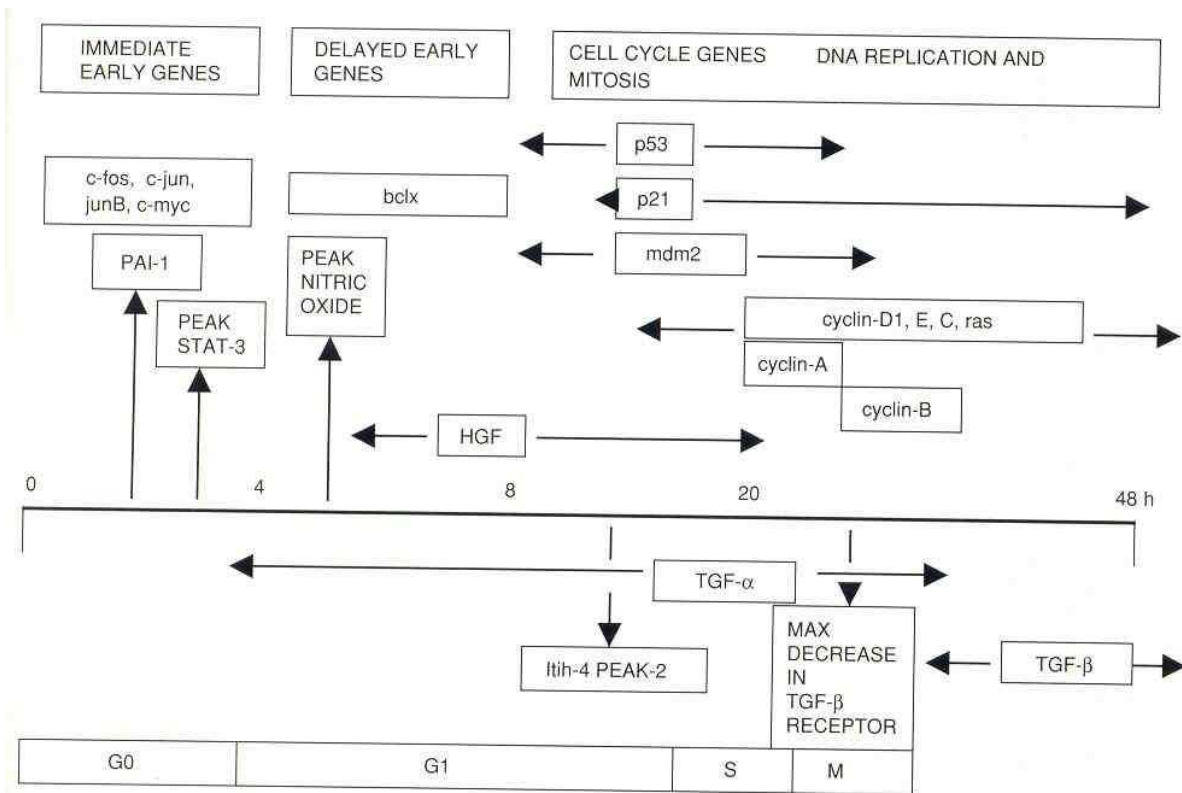 IMMEDIATE
EARLY GENES
DELAYED EARLY
GENES
CELL CYCLE GENES DNA REPLICATION AND
MITOSIS
p53
c-fos, c-jun,
junB, c-myc
bclx
p21
PAI-1
PEAK
NITRIC
OXIDE
mdm2
PEAK
STAT-3
cyclin-D1, E, C, ras
cyclin-A
cyclin-B
HGF
0 4 8 20 48 h
TGF-α
MAX
DECREASE
IN
TGF-β
RECEPTOR
Itih-4 PEAK-2
TGF-β
G0 G1 S M